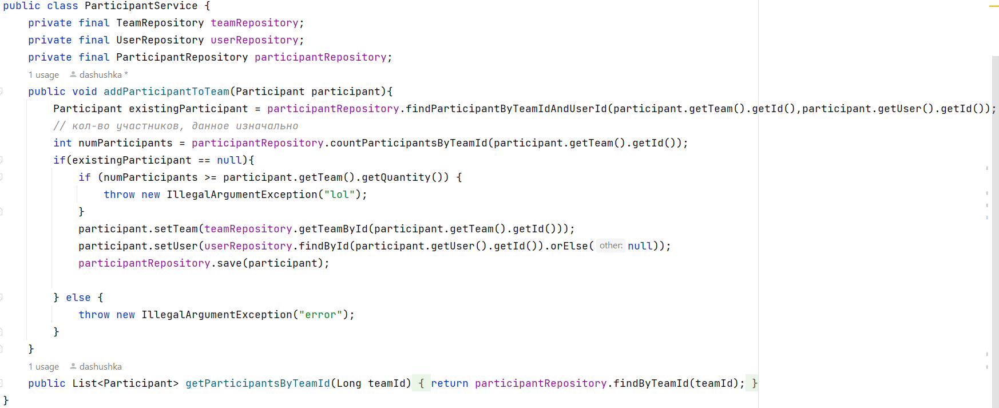 public class ParticipantService {
private final TeamRepository teamRepository;
private final UserRepository userRepository;
private final ParticipantRepository participantRepository;
1 usage dashushka *
public void addParticipantToTeam(Participant participant){
Participant existingParticipant = participantRepository.findParticipantByTeamIdAndUserId(participant.getTeam().getId(),participant.getUser().getId());
// кол-во участников, данное изначально
int numParticipants = participantRepository.countParticipantsByTeamId(participant.getTeam().getId());
if(existingParticipant == null){
if (numParticipants >= participant.getTeam().getQuantity()) {
throw new IllegalArgumentException("lol");
}
participant.setTeam(teamRepository.getTeamById(participant.getTeam().getId()));
participant.setUser(userRepository.findById(participant.getUser().getId()).orElse( other: null));
participantRepository.save(participant);
} else {
throw new IllegalArgumentException("error");
}
}
1 usage dashushka
public List<Participant> getParticipantsByTeamId(Long teamId) { return participantRepository.findByTeamId(teamId); }
}